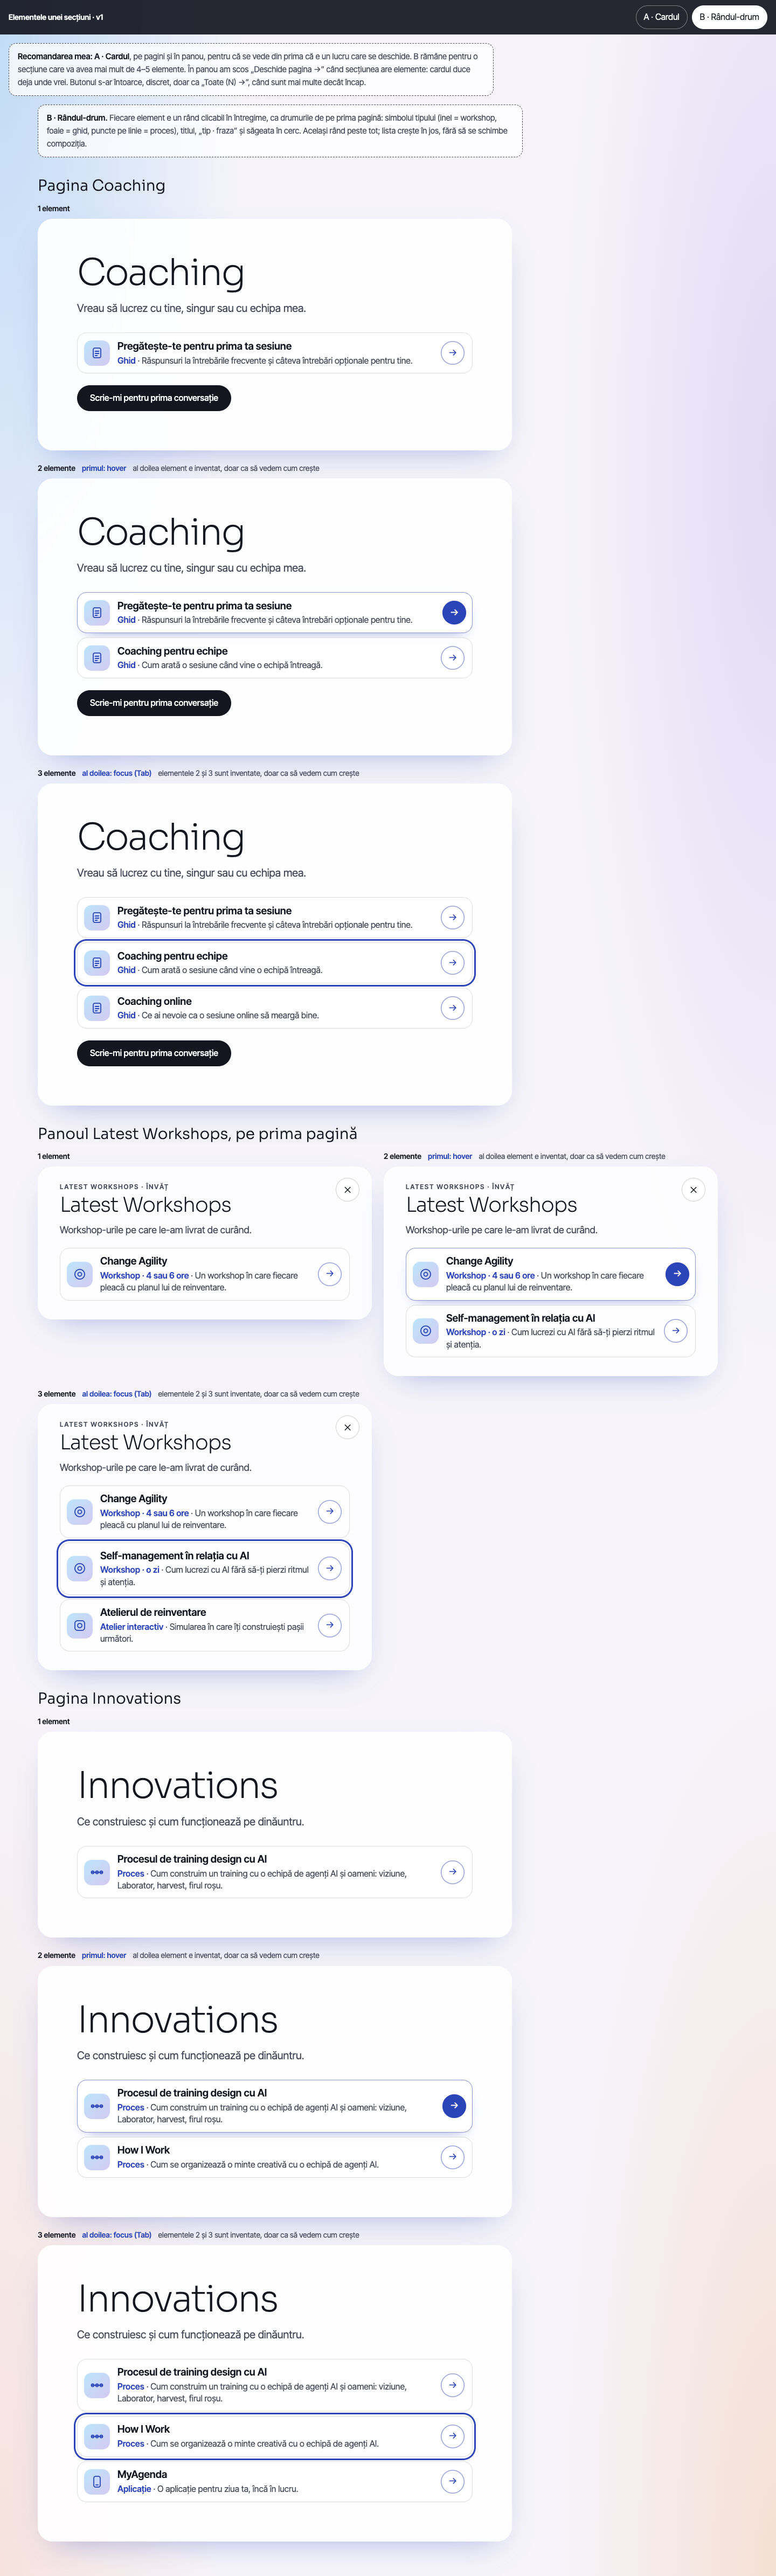 Elementele unei secțiuni · v1
A · Cardul
B · Rândul-drum
Recomandarea mea: A · Cardul, pe pagini și în panou, pentru că se vede din prima că e un lucru care se deschide. B rămâne pentru o
secțiune care va avea mai mult de 4–5 elemente. În panou am scos „Deschide pagina →” când secțiunea are elemente: cardul duce
deja unde vrei. Butonul s-ar întoarce, discret, doar ca „Toate (N) →”, când sunt mai multe decât încap.
B · Rândul-drum. Fiecare element e un rând clicabil în întregime, ca drumurile de pe prima pagină: simbolul tipului (inel = workshop,
foaie = ghid, puncte pe linie = proces), titlul, „tip · fraza” și săgeata în cerc. Același rând peste tot; lista crește în jos, fără să se schimbe
compoziția.
Pagina Coaching
1 element
Coaching
Vreau să lucrez cu tine, singur sau cu echipa mea.
Pregătește-te pentru prima ta sesiune
Ghid · Răspunsuri la întrebările frecvente și câteva întrebări opționale pentru tine.
Scrie-mi pentru prima conversație
2 elemente primul: hover al doilea element e inventat, doar ca să vedem cum crește
Coaching
Vreau să lucrez cu tine, singur sau cu echipa mea.
Pregătește-te pentru prima ta sesiune
Ghid · Răspunsuri la întrebările frecvente și câteva întrebări opționale pentru tine.
Coaching pentru echipe
Ghid · Cum arată o sesiune când vine o echipă întreagă.
Scrie-mi pentru prima conversație
3 elemente al doilea: focus (Tab) elementele 2 și 3 sunt inventate, doar ca să vedem cum crește
Coaching
Vreau să lucrez cu tine, singur sau cu echipa mea.
Pregătește-te pentru prima ta sesiune
Ghid · Răspunsuri la întrebările frecvente și câteva întrebări opționale pentru tine.
Coaching pentru echipe
Ghid · Cum arată o sesiune când vine o echipă întreagă.
Coaching online
Ghid · Ce ai nevoie ca o sesiune online să meargă bine.
Scrie-mi pentru prima conversație
Panoul Latest Workshops, pe prima pagină
1 element
LATEST WORKSHOPS · ÎNVĂȚ
Latest Workshops
Workshop-urile pe care le-am livrat de curând.
Change Agility
Workshop · 4 sau 6 ore · Un workshop în care fiecare
pleacă cu planul lui de reinventare.
2 elemente primul: hover al doilea element e inventat, doar ca să vedem cum crește
LATEST WORKSHOPS · ÎNVĂȚ
Latest Workshops
Workshop-urile pe care le-am livrat de curând.
Change Agility
Workshop · 4 sau 6 ore · Un workshop în care fiecare
pleacă cu planul lui de reinventare.
Self-management în relația cu AI
Workshop · o zi · Cum lucrezi cu AI fără să-ți pierzi ritmul
și atenția.
3 elemente al doilea: focus (Tab) elementele 2 și 3 sunt inventate, doar ca să vedem cum crește
LATEST WORKSHOPS · ÎNVĂȚ
Latest Workshops
Workshop-urile pe care le-am livrat de curând.
Change Agility
Workshop · 4 sau 6 ore · Un workshop în care fiecare
pleacă cu planul lui de reinventare.
Self-management în relația cu AI
Workshop · o zi · Cum lucrezi cu AI fără să-ți pierzi ritmul
și atenția.
Atelierul de reinventare
Atelier interactiv · Simularea în care îți construiești pașii
următori.
Pagina Innovations
1 element
Innovations
Ce construiesc și cum funcționează pe dinăuntru.
Procesul de training design cu AI
Proces · Cum construim un training cu o echipă de agenți AI și oameni: viziune,
Laborator, harvest, firul roșu.
2 elemente primul: hover al doilea element e inventat, doar ca să vedem cum crește
Innovations
Ce construiesc și cum funcționează pe dinăuntru.
Procesul de training design cu AI
Proces · Cum construim un training cu o echipă de agenți AI și oameni: viziune,
Laborator, harvest, firul roșu.
How I Work
Proces · Cum se organizează o minte creativă cu o echipă de agenți AI.
3 elemente al doilea: focus (Tab) elementele 2 și 3 sunt inventate, doar ca să vedem cum crește
Innovations
Ce construiesc și cum funcționează pe dinăuntru.
Procesul de training design cu AI
Proces · Cum construim un training cu o echipă de agenți AI și oameni: viziune,
Laborator, harvest, firul roșu.
How I Work
Proces · Cum se organizează o minte creativă cu o echipă de agenți AI.
MyAgenda
Aplicație · O aplicație pentru ziua ta, încă în lucru.